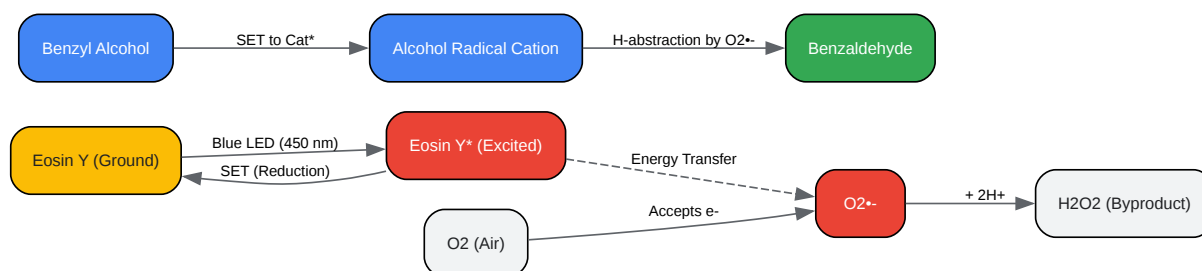 Benzyl Alcohol
SET to Cat*
Alcohol Radical Cation
H-abstraction by O2•-
Benzaldehyde
Eosin Y (Ground)
Blue LED (450 nm)
SET (Reduction)
Eosin Y* (Excited)
Energy Transfer
O2 (Air)
Accepts e-
O2•-
+ 2H+
H2O2 (Byproduct)